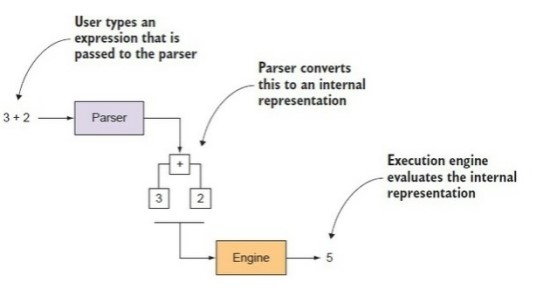 User types an
expression that is
passed to the parser
Parser converts
this to an internal
representation
3 + 2
Parser
+
3
2
Execution engine
evaluates the internal
representation
Engine
5